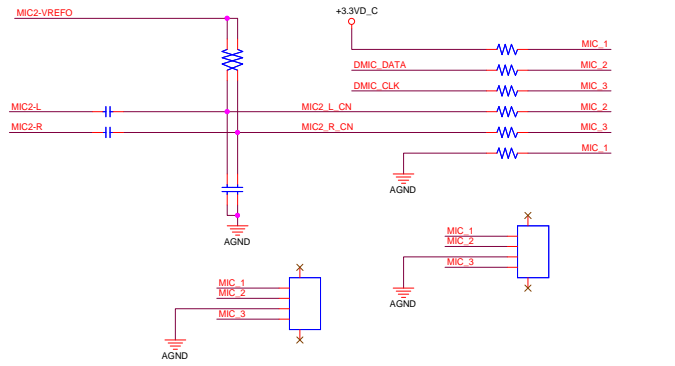 MIC2-VREFO
+3.3VD_C
MIC_1
DMIC_DATA
MIC_2
DMIC_CLK
MIC_3
MIC2-L
MIC2_L_CN
MIC_2
MIC2-R
MIC2_R_CN
MIC_3
MIC_1
AGND
AGND
MIC_1
MIC_2
MIC_3
AGND
MIC_1
MIC_2
MIC_3
AGND